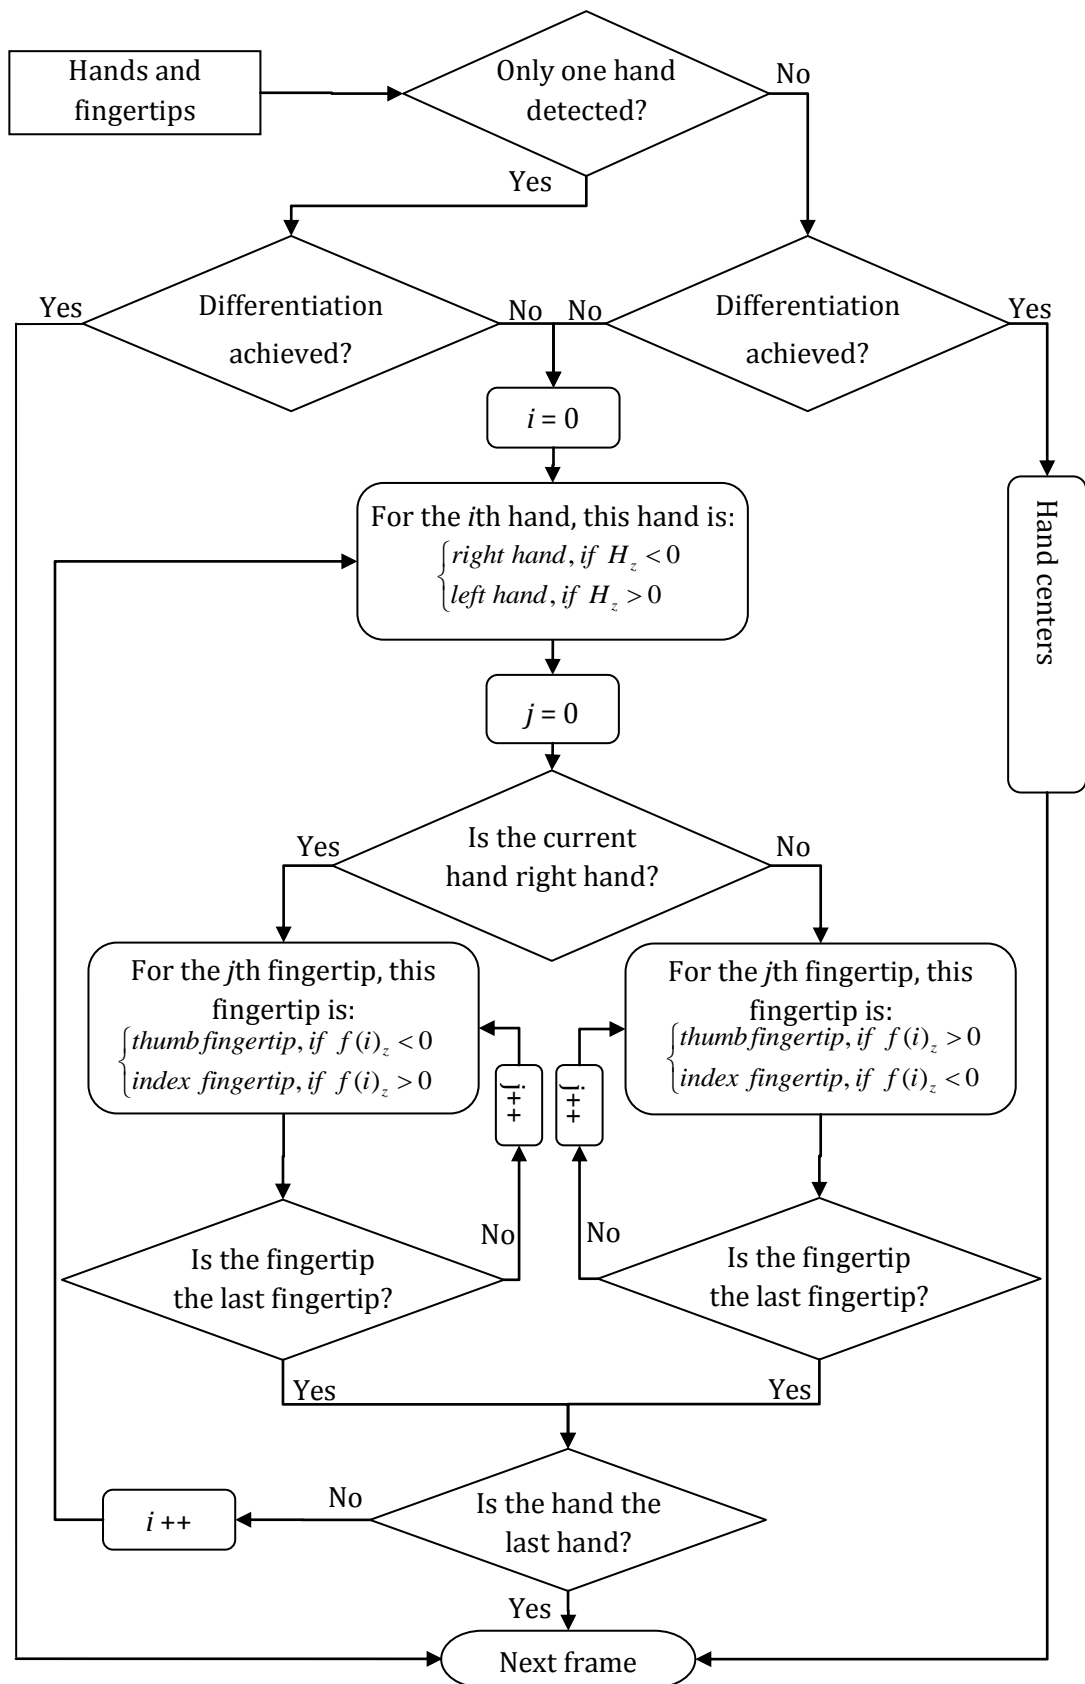 Hands and
fingertips
Only one hand
detected?
No
Yes
Yes
Differentiation
achieved?
No
No
Differentiation
achieved?
Yes
i = 0
For the ith hand, this hand is:
{right hand, if H_z < 0
{left hand, if H_z > 0
Hand centers
j = 0
Yes
Is the current
hand right hand?
No
For the jth fingertip, this
fingertip is:
{thumb fingertip, if f(i)_z < 0
{index fingertip, if f(i)_z > 0
j++
j++
For the jth fingertip, this
fingertip is:
{thumb fingertip, if f(i)_z > 0
{index fingertip, if f(i)_z < 0
No
Is the fingertip
the last fingertip?
No
Is the fingertip
the last fingertip?
Yes
Yes
i ++
No
Is the hand the
last hand?
Yes
Next frame